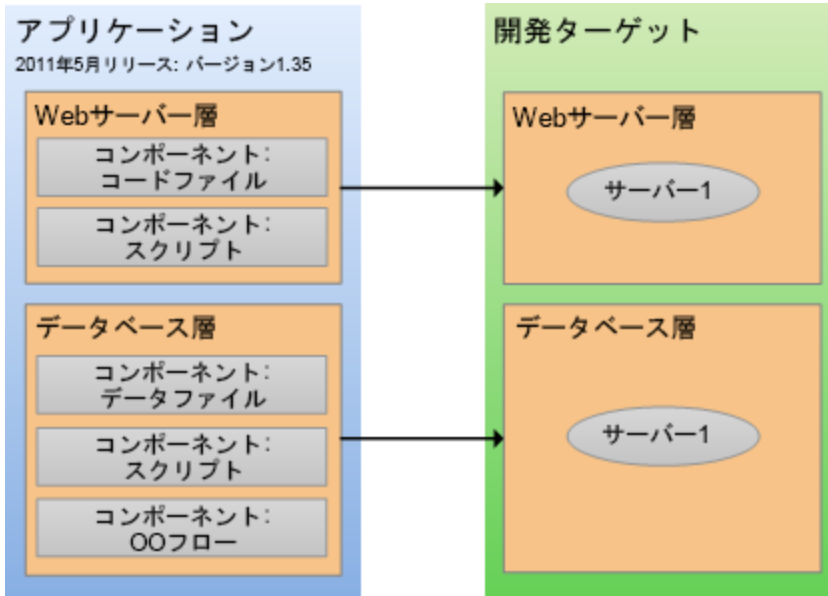 アプリケーション
2011年5月リリース: バージョン1.35
Webサーバー層
コンポーネント:
コードファイル
コンポーネント:
スクリプト
データベース層
コンポーネント:
データファイル
コンポーネント:
スクリプト
コンポーネント:
OOフロー
開発ターゲット
Webサーバー層
サーバー1
データベース層
サーバー1